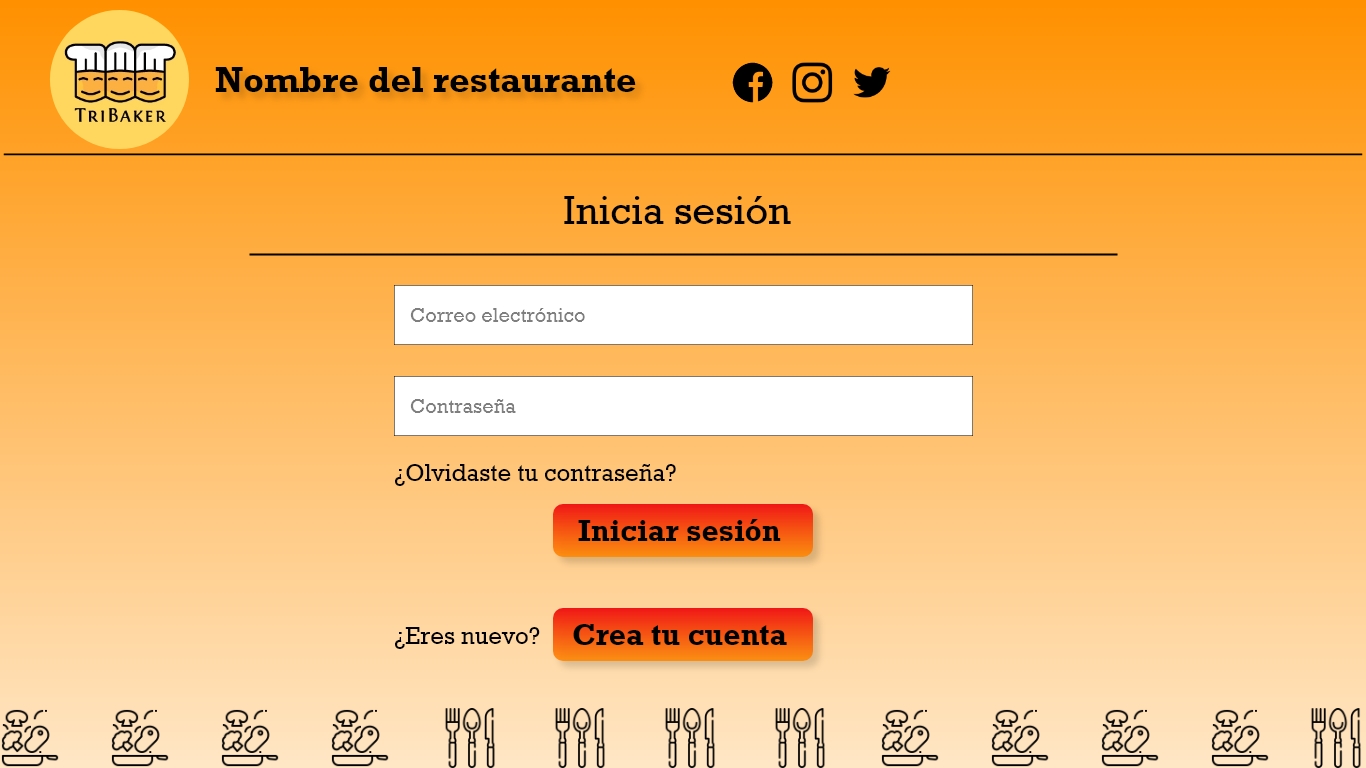 TRIBAKER
Nombre del restaurante
Inicia sesión
Correo electrónico
Contraseña
¿Olvidaste tu contraseña?
Iniciar sesión
¿Eres nuevo?
Crea tu cuenta